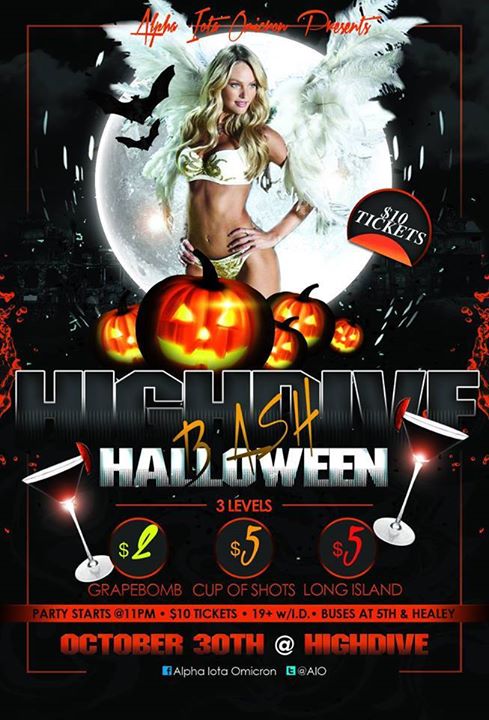 Alpha Iota Omicron Presents
$10
TICKETS
HIGHDIVE
BASH
HALLOWEEN
3 LEVELS
$2 $5 $5
GRAPEBOMB CUP OF SHOTS LONG ISLAND
PARTY STARTS @11PM • $10 TICKETS • 19+ w/I.D. • BUSES AT 5TH & HEALEY
OCTOBER 30TH @ HIGHDIVE
Alpha Iota Omicron @AIO